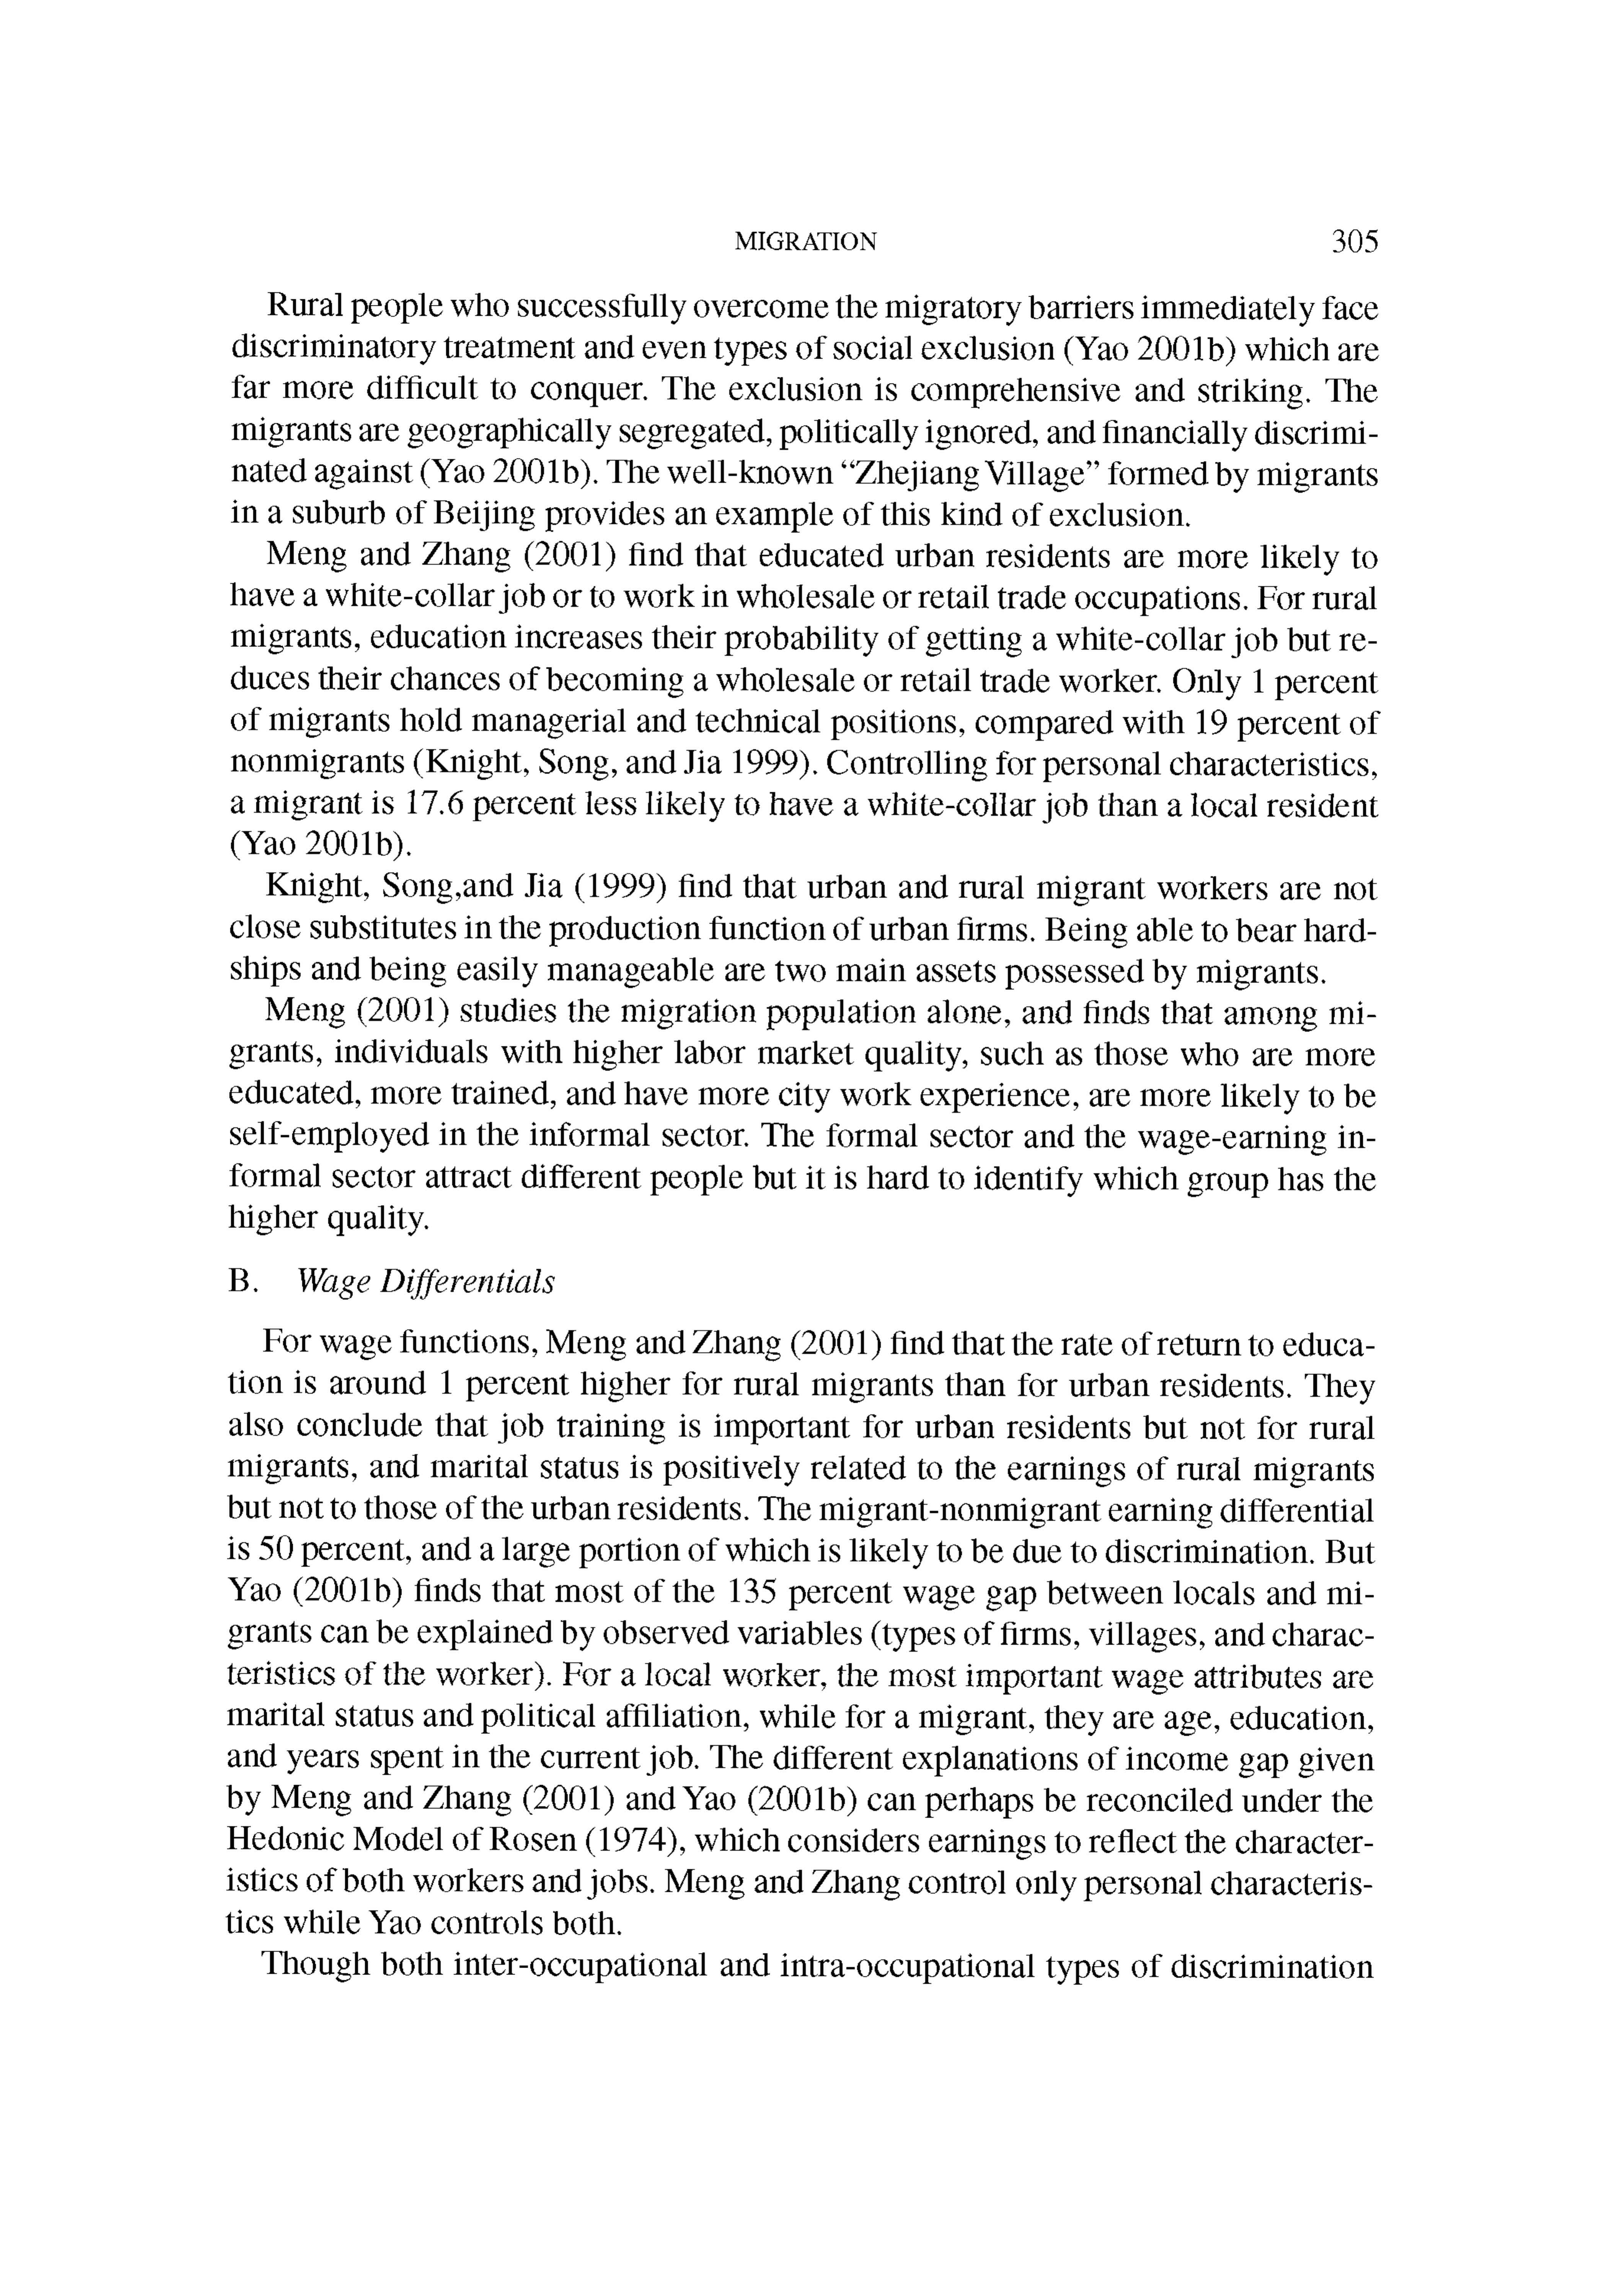 MIGRATION 305
Rural people who successfully overcome the migratory barriers immediately face
discriminatory treatment and even types of social exclusion (Yao 2001b) which are
far more difficult to conquer. The exclusion is comprehensive and striking. The
migrants are geographically segregated, politically ignored, and financially discrimi-
nated against (Yao 2001b). The well-known “Zhejiang Village” formed by migrants
in a suburb of Beijing provides an example of this kind of exclusion.
Meng and Zhang (2001) find that educated urban residents are more likely to
have a white-collar job or to work in wholesale or retail trade occupations. For rural
migrants, education increases their probability of getting a white-collar job but re-
duces their chances of becoming a wholesale or retail trade worker. Only 1 percent
of migrants hold managerial and technical positions, compared with 19 percent of
nonmigrants (Knight, Song, and Jia 1999). Controlling for personal characteristics,
a migrant is 17.6 percent less likely to have a white-collar job than a local resident
(Yao 2001b).
Knight, Song,and Jia (1999) find that urban and rural migrant workers are not
close substitutes in the production function of urban firms. Being able to bear hard-
ships and being easily manageable are two main assets possessed by migrants.
Meng (2001) studies the migration population alone, and finds that among mi-
grants, individuals with higher labor market quality, such as those who are more
educated, more trained, and have more city work experience, are more likely to be
self-employed in the informal sector. The formal sector and the wage-earning in-
formal sector attract different people but it is hard to identify which group has the
higher quality.
B. Wage Differentials
For wage functions, Meng and Zhang (2001) find that the rate of return to educa-
tion is around 1 percent higher for rural migrants than for urban residents. They
also conclude that job training is important for urban residents but not for rural
migrants, and marital status is positively related to the earnings of rural migrants
but not to those of the urban residents. The migrant-nonmigrant earning differential
is 50 percent, and a large portion of which is likely to be due to discrimination. But
Yao (2001b) finds that most of the 135 percent wage gap between locals and mi-
grants can be explained by observed variables (types of firms, villages, and charac-
teristics of the worker). For a local worker, the most important wage attributes are
marital status and political affiliation, while for a migrant, they are age, education,
and years spent in the current job. The different explanations of income gap given
by Meng and Zhang (2001) and Yao (2001b) can perhaps be reconciled under the
Hedonic Model of Rosen (1974), which considers earnings to reflect the character-
istics of both workers and jobs. Meng and Zhang control only personal characteris-
tics while Yao controls both.
Though both inter-occupational and intra-occupational types of discrimination